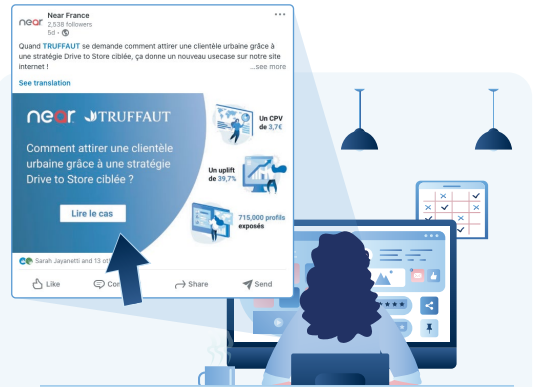 near
Near France
2,538 followers
5d •
Quand TRUFFAUT se demande comment attirer une clientèle urbaine grâce à
une stratégie Drive to Store ciblée, ça donne un nouveau usecase sur notre site
internet ! ...see more
See translation
near TRUFFAUT
Comment attirer une clientèle
urbaine grâce à une stratégie
Drive to Store ciblée ?
Lire le cas
Un CPV
de 3,7€
Un uplift
de 39,7%
715,000 profils
exposés
Sarah Jayanetti and 13
Like
Share
Send